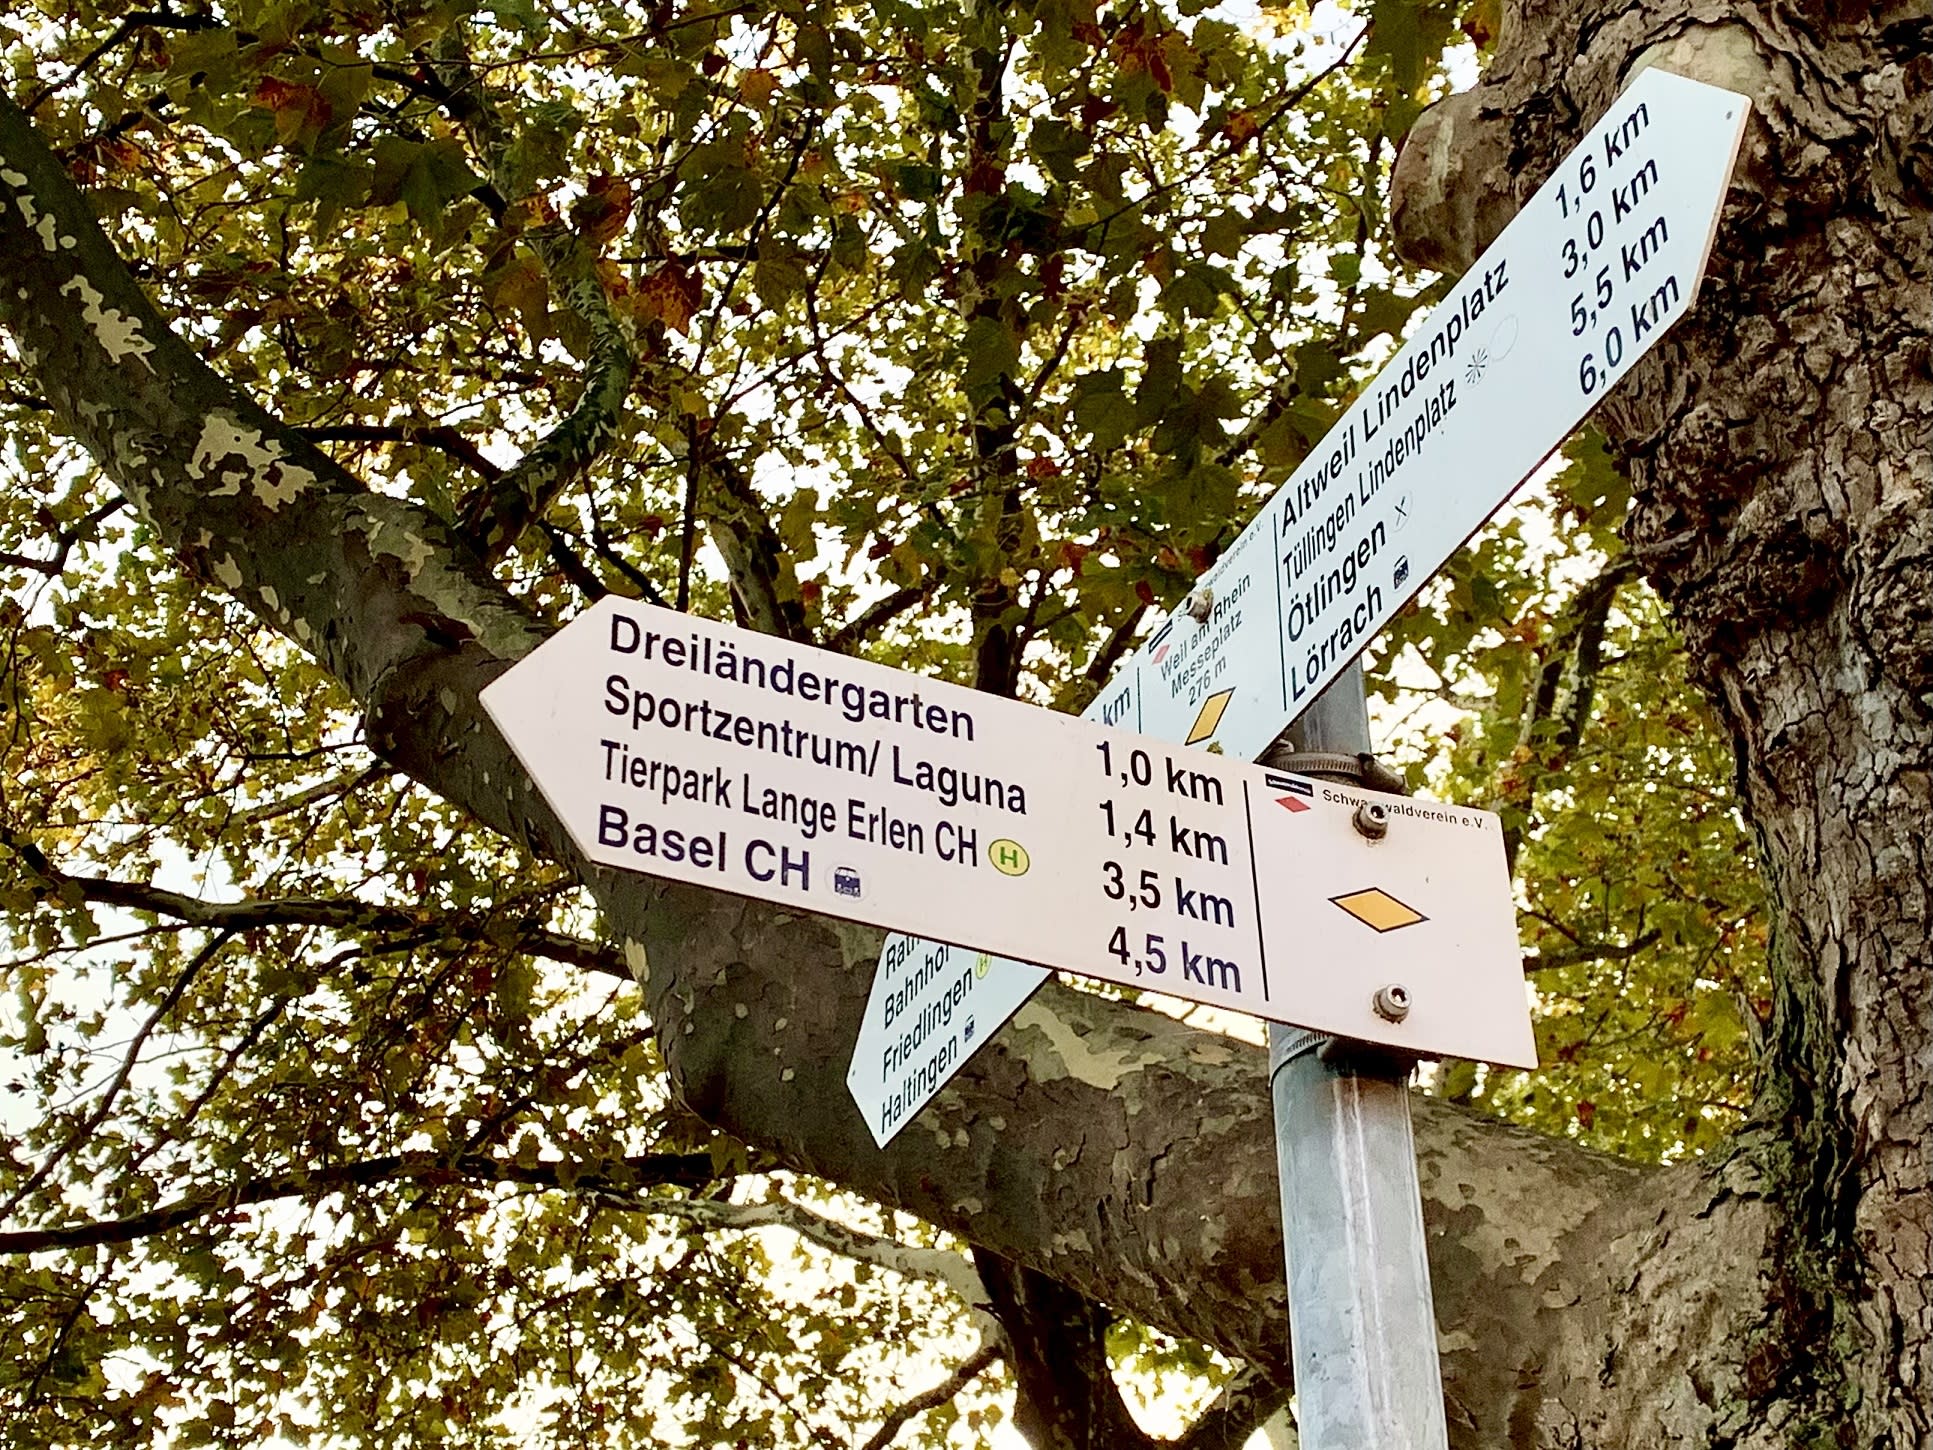 Altweil Lindenplatz 1,6 km
Tüllingen Lindenplatz 3,0 km
Ötlingen 5,5 km
Lörrach 6,0 km
Weil am Rhein
Messeplatz
276 m
km
Bahnhof
Friedlingen H
Haltingen
Dreiländergarten 1,0 km
Sportzentrum/ Laguna 1,4 km
Tierpark Lange Erlen CH H 3,5 km
Basel CH 4,5 km
Schwarzwaldverein e.V.